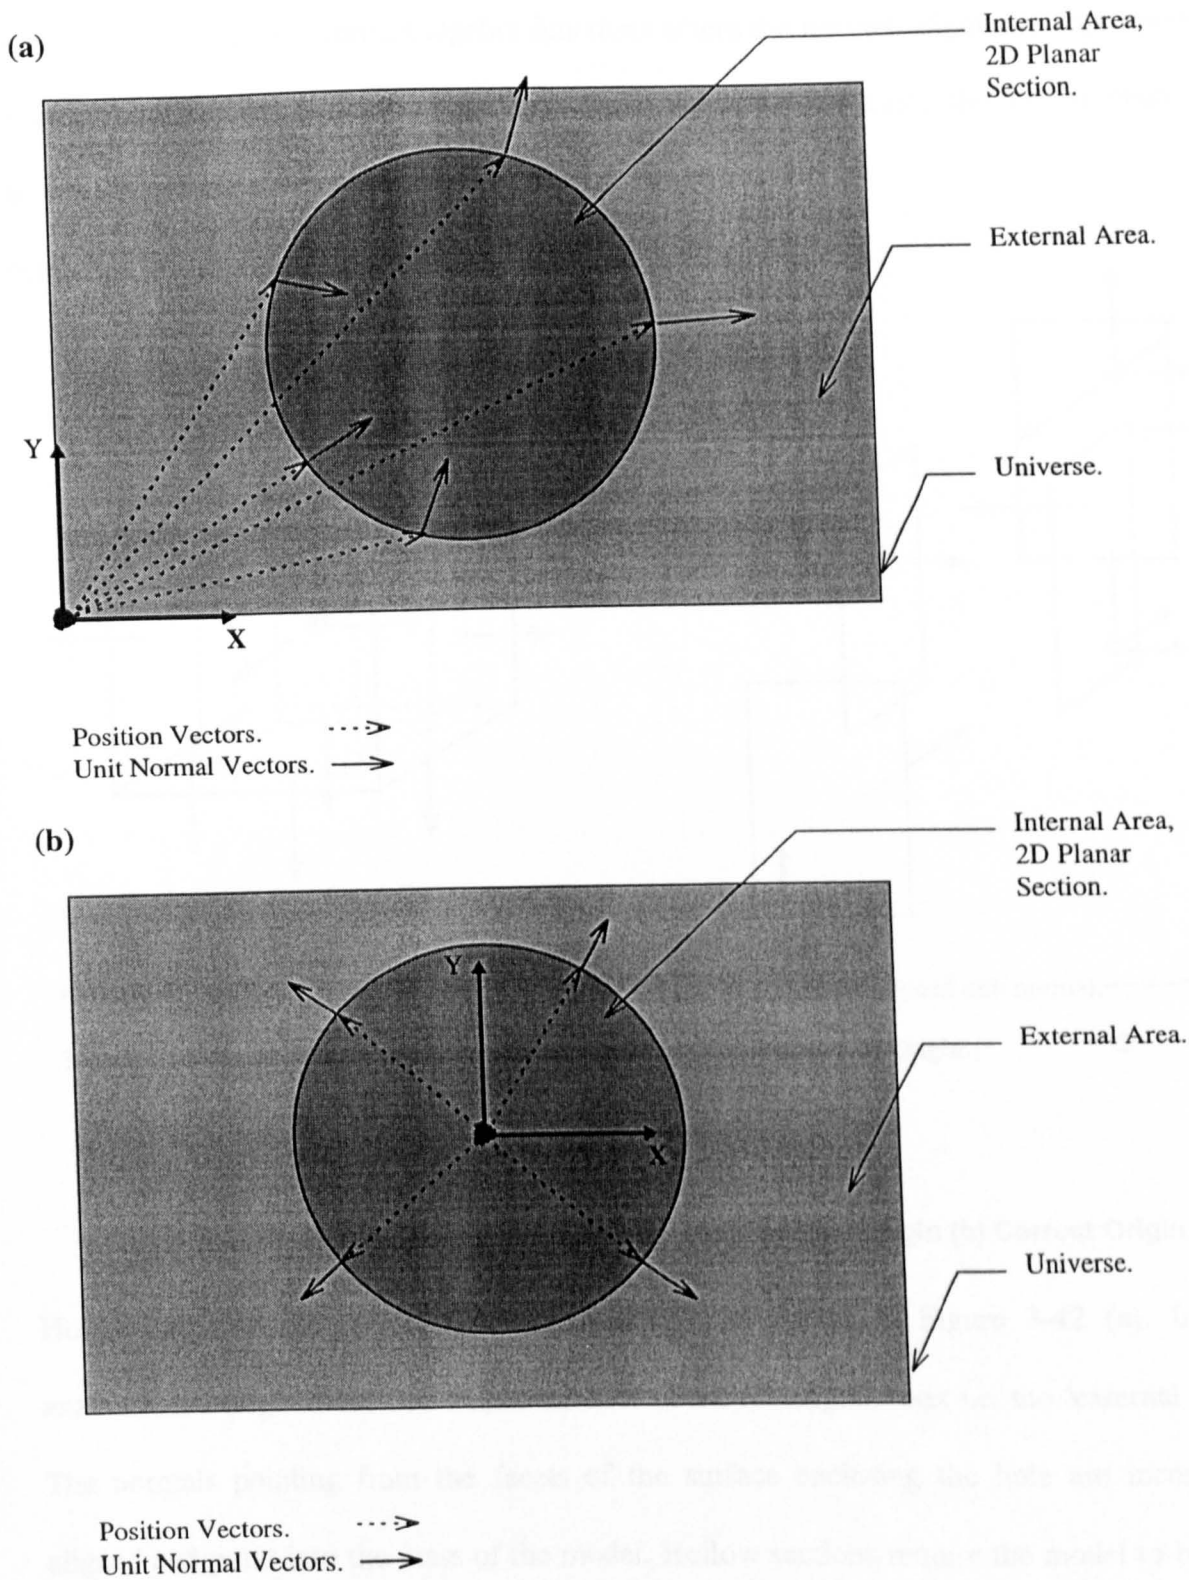 (a)
Internal Area,
2D Planar
Section.
External Area.
Y
Universe.
X
Position Vectors.
Unit Normal Vectors.
(b)
Internal Area,
2D Planar
Section.
Y
External Area.
X
Universe.
Position Vectors.
Unit Normal Vectors.